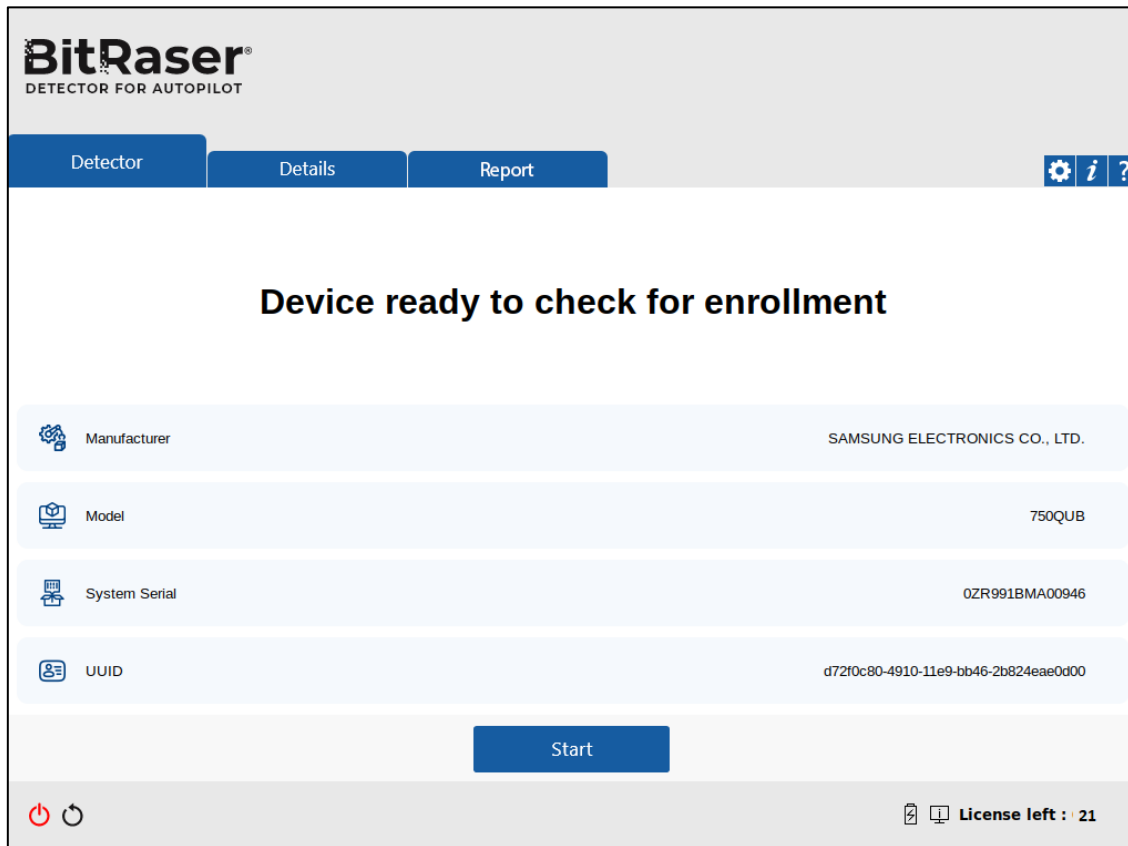 BitRaser®
DETECTOR FOR AUTOPILOT
Detector Details Report
i ?
Device ready to check for enrollment
Manufacturer SAMSUNG ELECTRONICS CO., LTD.
Model 750QUB
System Serial 0ZR991BMA00946
UUID d72f0c80-4910-11e9-bb46-2b824eae0d00
Start
License left : 21